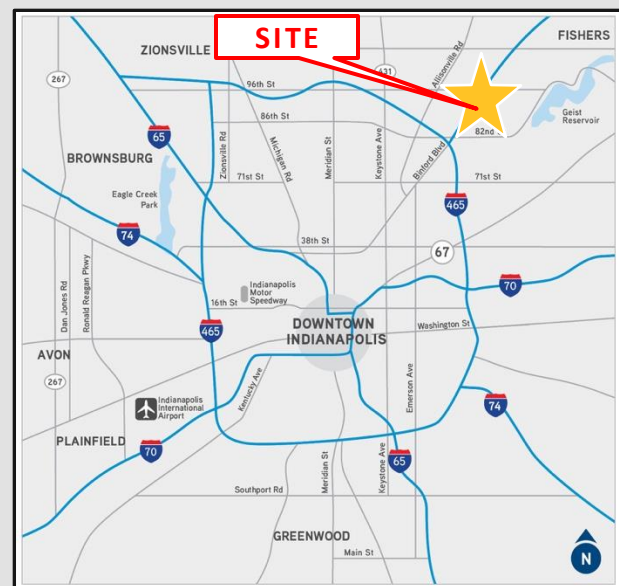 SITE
FISHERS
ZIONSVILLE
431
Allisonville Rd
267
96th St
86th St
Geist
Reservoir
82nd St
65
Zionsville Rd
Michigan Rd
Meridian St
Keystone Ave
Binford Blvd
BROWNSBURG
71st St
71st St
Eagle Creek
Park
465
74
38th St
67
70
Dan Jones Rd
Ronald Reagan Pkwy
Indianapolis
Motor
Speedway
16th St
465
DOWNTOWN
INDIANAPOLIS
Washington St
AVON
267
Kentucky Ave
Emerson Ave
Indianapolis
International
Airport
74
PLAINFIELD
70
Meridian St
Keystone Ave
65
Southport Rd
GREENWOOD
Main St
N